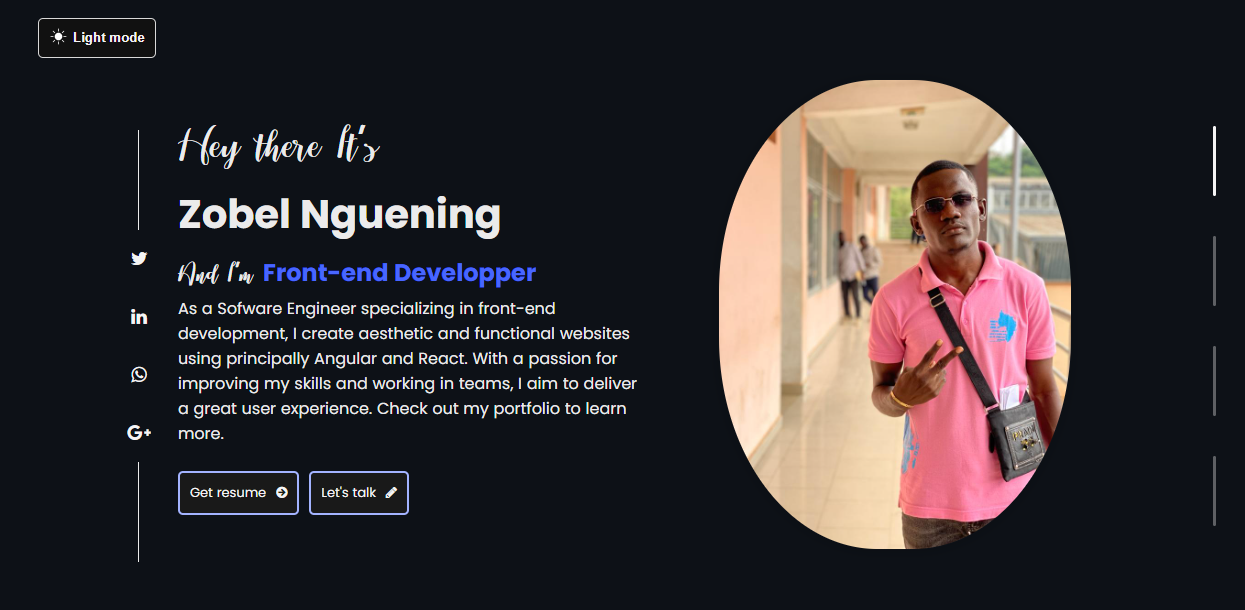 Light mode
Hey there It's
Zobel Nguening
And I'm Front-end Developper
As a Sofware Engineer specializing in front-end
development, I create aesthetic and functional websites
using principally Angular and React. With a passion for
improving my skills and working in teams, I aim to deliver
a great user experience. Check out my portfolio to learn
more.
Get resume
Let's talk